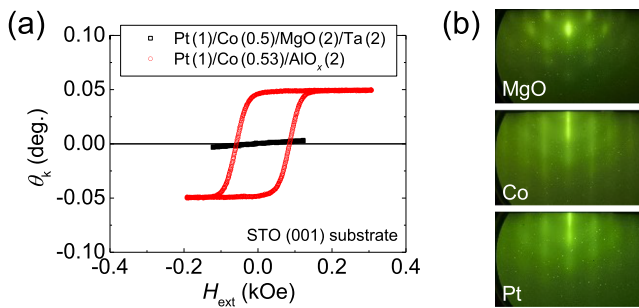 (a)
Pt(1)/Co(0.5)/MgO(2)/Ta(2)
Pt(1)/Co(0.53)/AlOₓ(2)
0.10
0.05
0.00
-0.05
-0.10
θₖ (deg.)
STO (001) substrate
-0.4 -0.2 0.0 0.2 0.4
H_ext (kOe)
(b)
MgO
Co
Pt